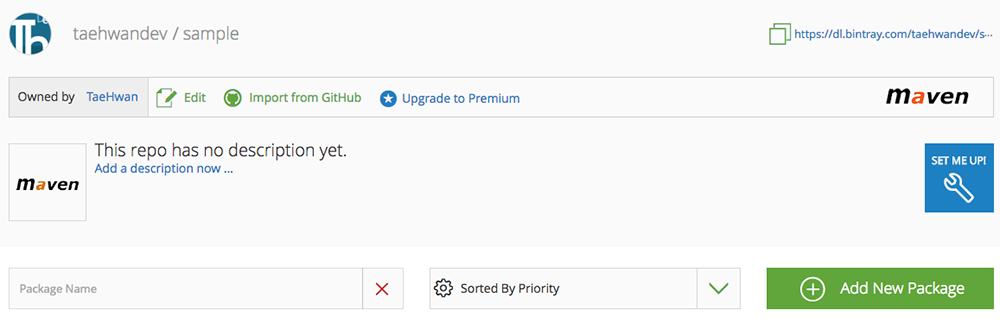 Th
taehwandev / sample
https://dl.bintray.com/taehwandev/s...
Owned by TaeHwan Edit Import from GitHub Upgrade to Premium maven
maven
This repo has no description yet.
Add a description now ...
SET ME UP!
Package Name
Sorted By Priority
Add New Package